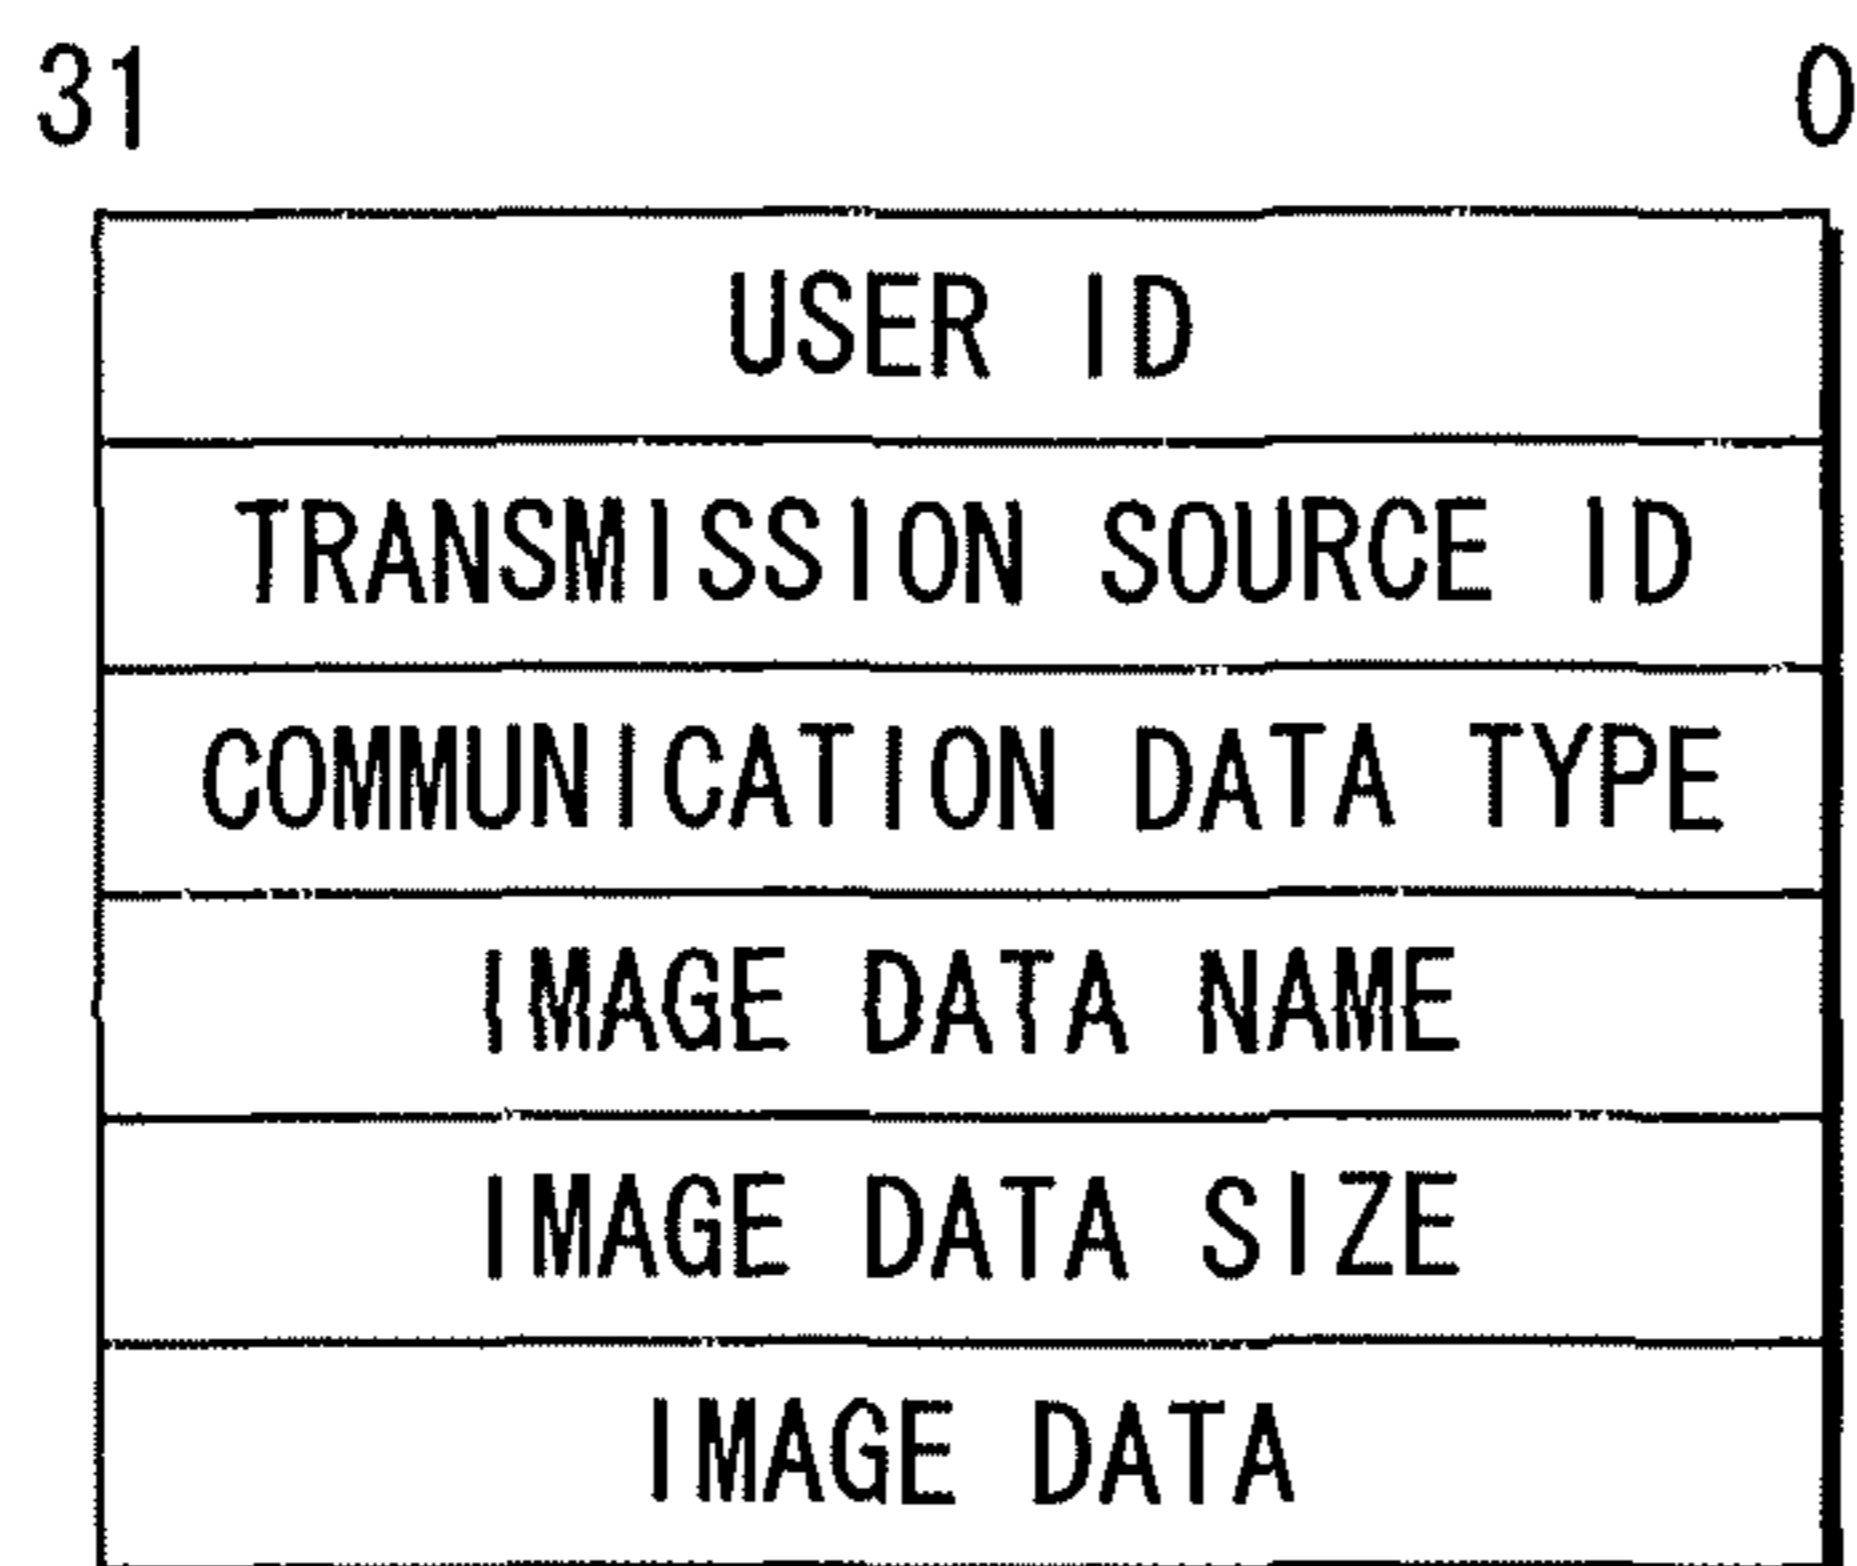 31 0
USER ID
TRANSMISSION SOURCE ID
COMMUNICATION DATA TYPE
IMAGE DATA NAME
IMAGE DATA SIZE
IMAGE DATA